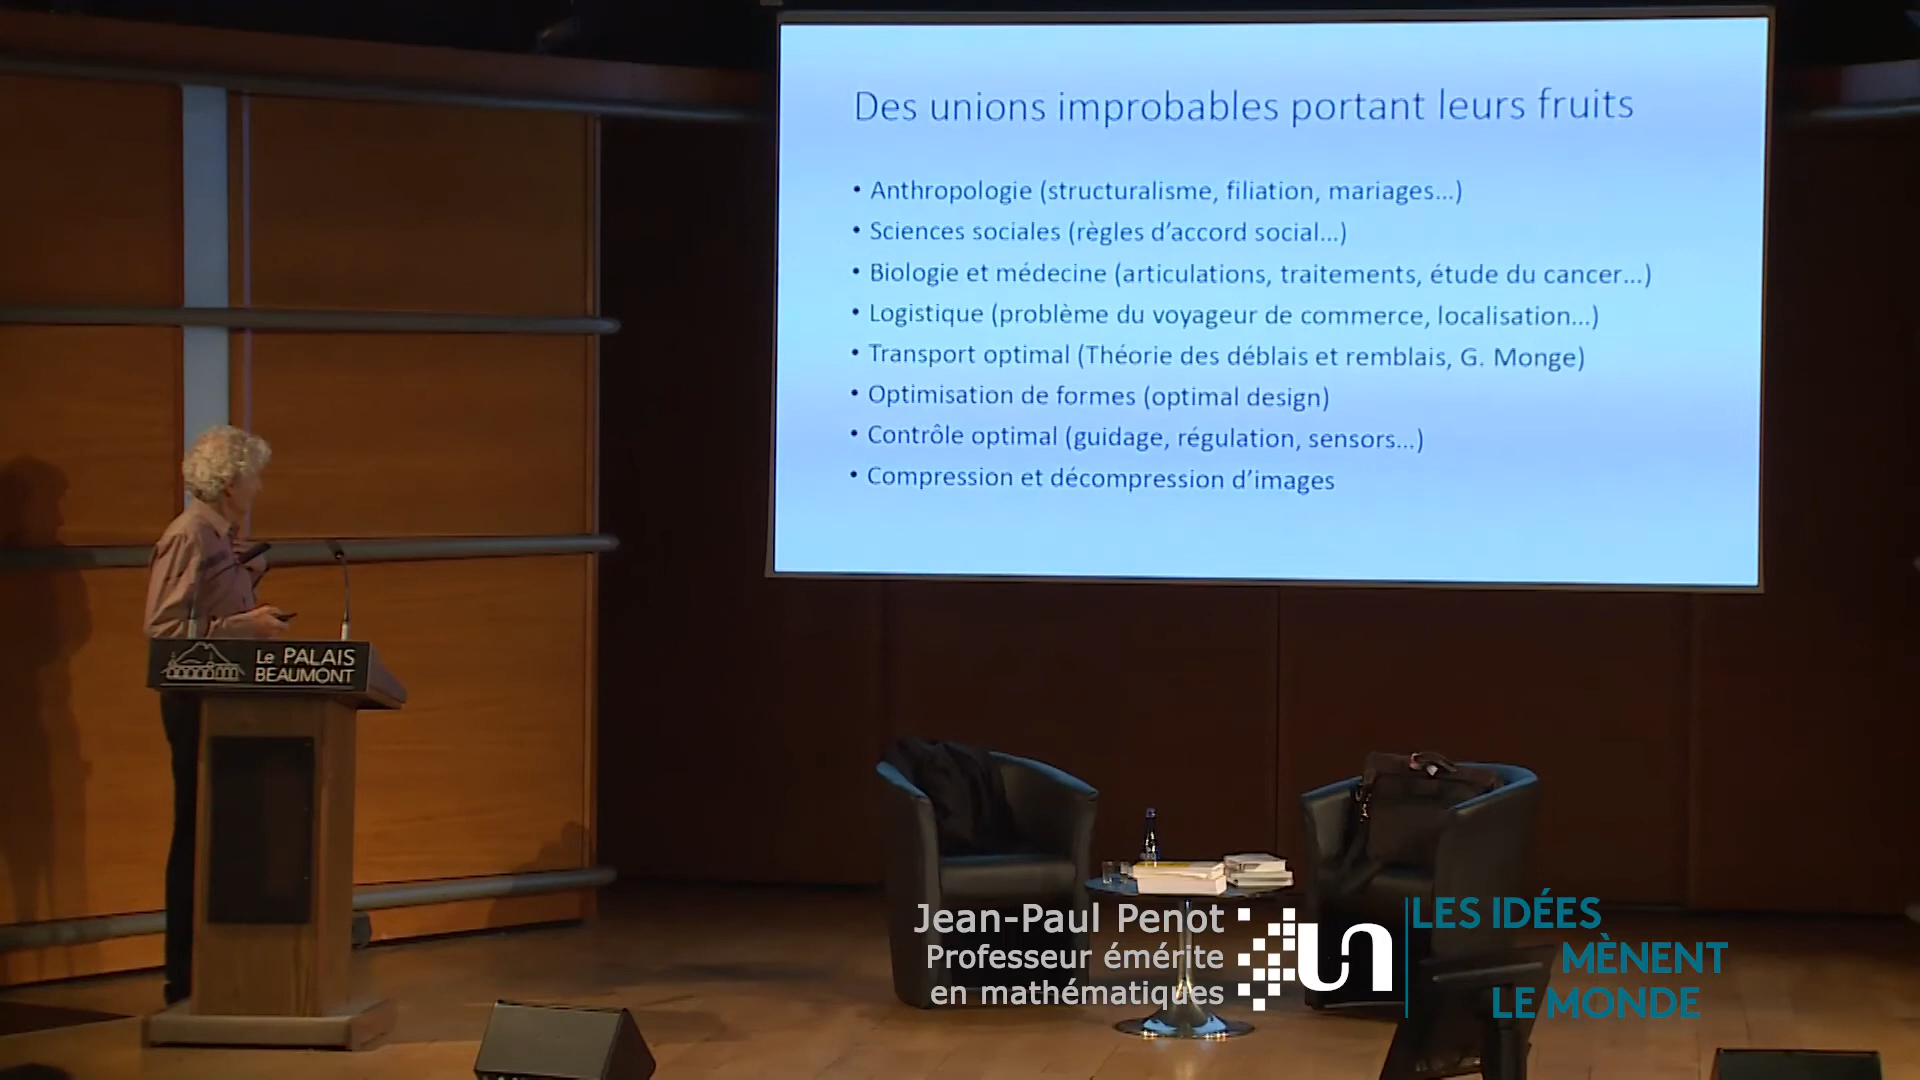 Des unions improbables portant leurs fruits
• Anthropologie (structuralisme, filiation, mariages...)
• Sciences sociales (règles d'accord social...)
• Biologie et médecine (articulations, traitements, étude du cancer...)
• Logistique (problème du voyageur de commerce, localisation...)
• Transport optimal (Théorie des déblais et remblais, G. Monge)
• Optimisation de formes (optimal design)
• Contrôle optimal (guidage, régulation, sensors...)
• Compression et décompression d'images
Le PALAIS
BEAUMONT
Jean-Paul Penot
Professeur émérite
en mathématiques
un
LES IDÉES
MÈNENT
LE MONDE